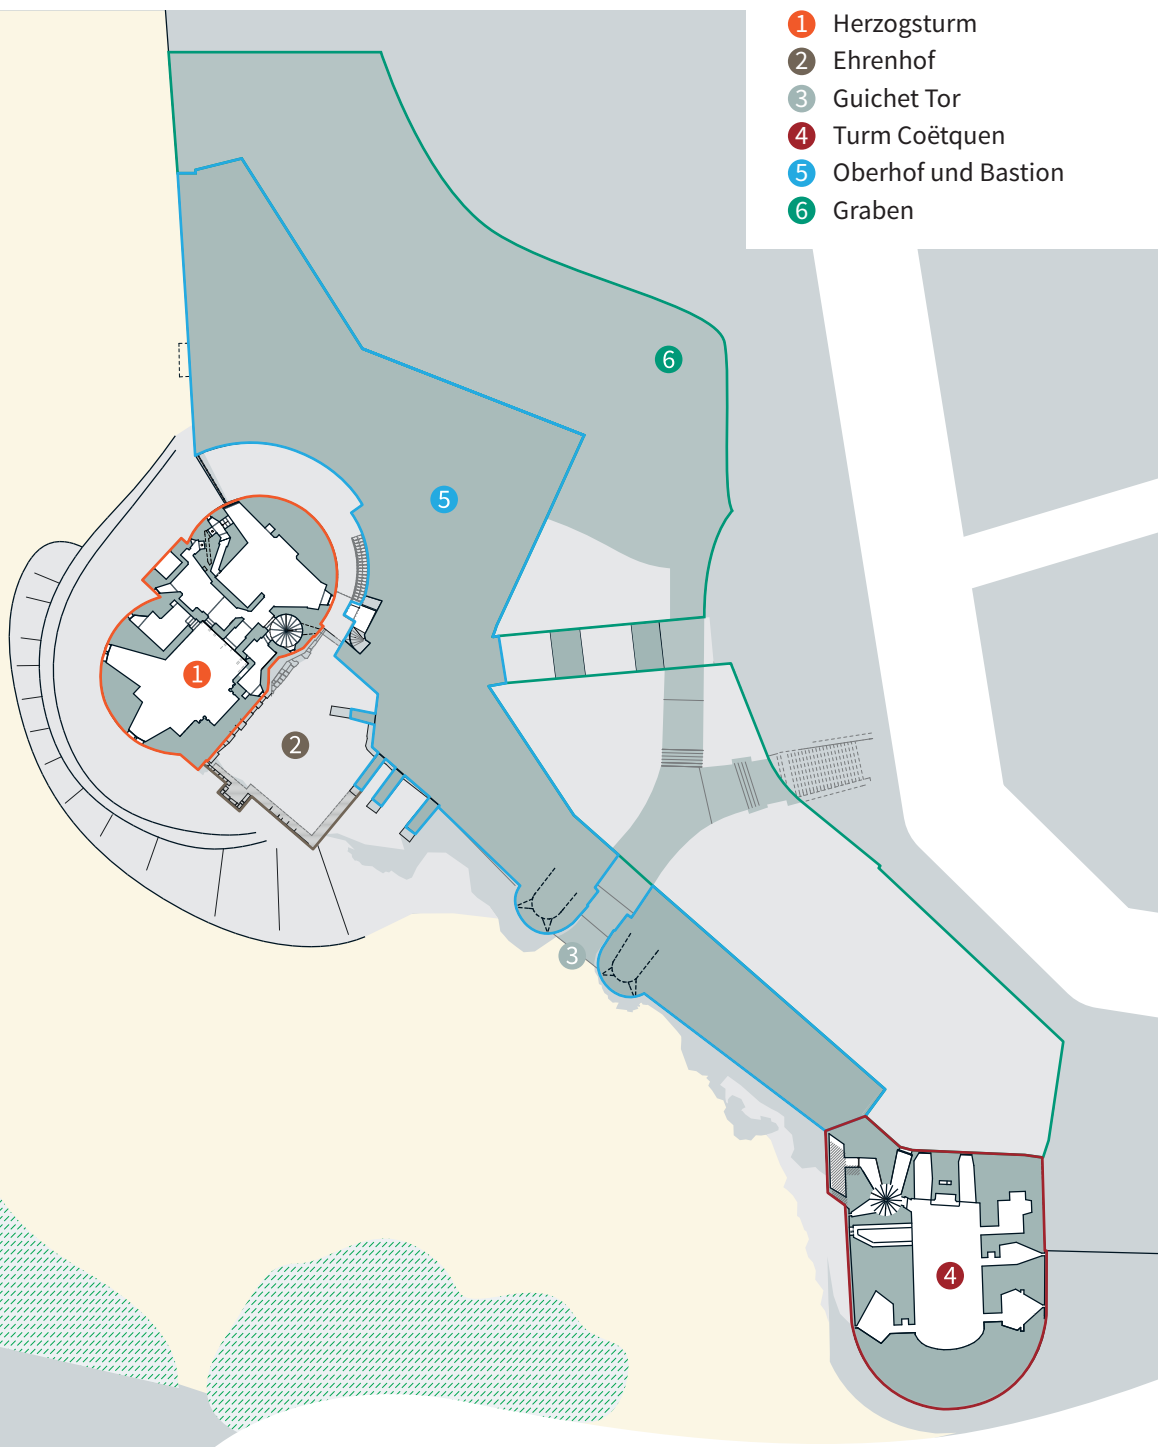 1 Herzogsturm
2 Ehrenhof
3 Guichet Tor
4 Turm Coëtquen
5 Oberhof und Bastion
6 Graben
6
5
1
2
3
4